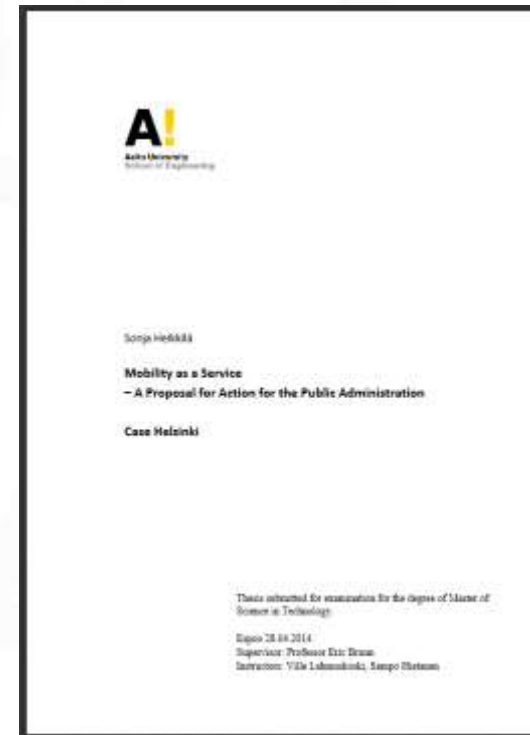 A!
Aalto University
School of Engineering
Sonja Heikkilä
Mobility as a Service
– A Proposal for Action for the Public Administration
Case Helsinki
Thesis submitted for examination for the degree of Master of
Science in Technology.
Espoo 28.04.2014
Supervisor: Professor Eric Bruun
Instructors: Ville Lehmuskoski, Sampo Hietanen